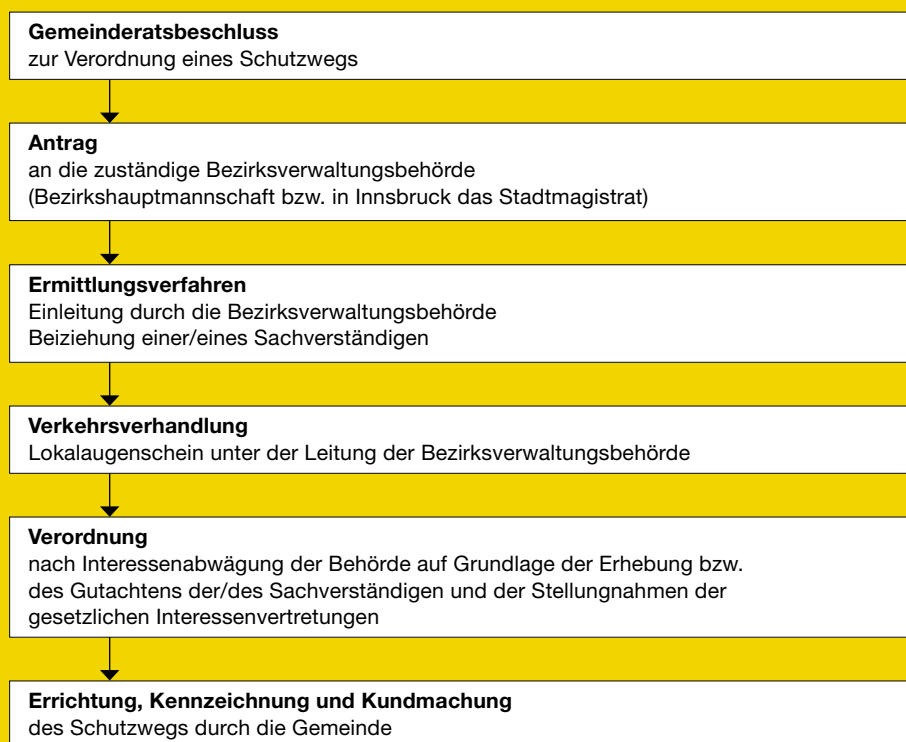 Gemeinderatsbeschluss
zur Verordnung eines Schutzwegs
Antrag
an die zuständige Bezirksverwaltungsbehörde
(Bezirkshauptmannschaft bzw. in Innsbruck das Stadtmagistrat)
Ermittlungsverfahren
Einleitung durch die Bezirksverwaltungsbehörde
Beiziehung einer/eines Sachverständigen
Verkehrsverhandlung
Lokalaugenschein unter der Leitung der Bezirksverwaltungsbehörde
Verordnung
nach Interessenabwägung der Behörde auf Grundlage der Erhebung bzw.
des Gutachtens der/des Sachverständigen und der Stellungnahmen der
gesetzlichen Interessenvertretungen
Errichtung, Kennzeichnung und Kundmachung
des Schutzwegs durch die Gemeinde